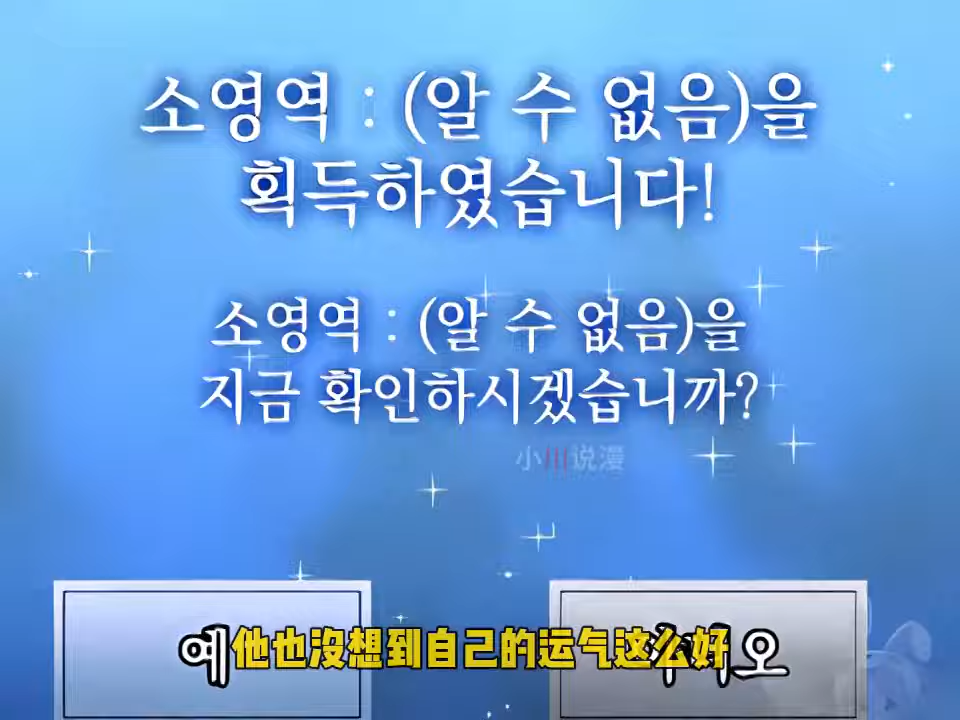 소영역 : (알 수 없음)을
획득하였습니다!
소영역 : (알 수 없음)을
지금 확인하시겠습니까?
小川说漫
예
他也没想到自己的运气这么好